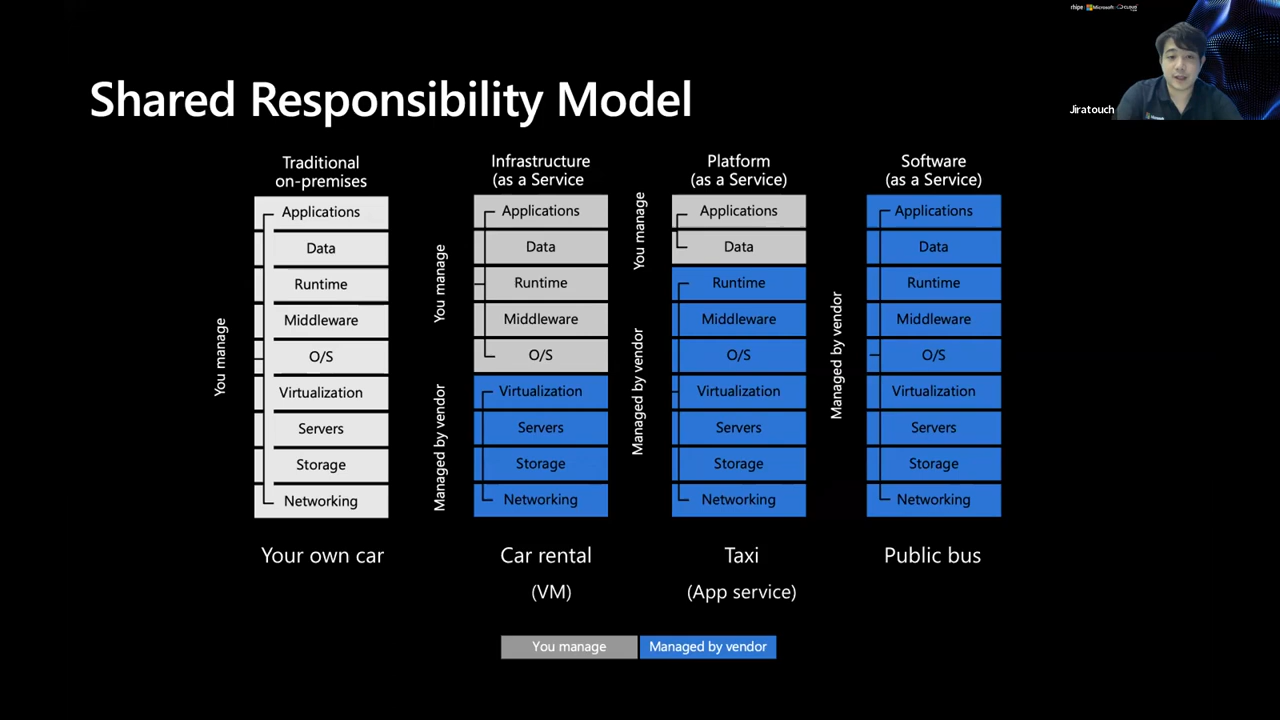 rhipe Microsoft CLOUD
Jiratouch
Shared Responsibility Model
Traditional
on-premises
You manage
Applications
Data
Runtime
Middleware
O/S
Virtualization
Servers
Storage
Networking
Your own car
Infrastructure
(as a Service
You manage
Managed by vendor
Applications
Data
Runtime
Middleware
O/S
Virtualization
Servers
Storage
Networking
Car rental
(VM)
Platform
(as a Service)
You manage
Managed by vendor
Applications
Data
Runtime
Middleware
O/S
Virtualization
Servers
Storage
Networking
Taxi
(App service)
Software
(as a Service)
Managed by vendor
Applications
Data
Runtime
Middleware
O/S
Virtualization
Servers
Storage
Networking
Public bus
You manage
Managed by vendor